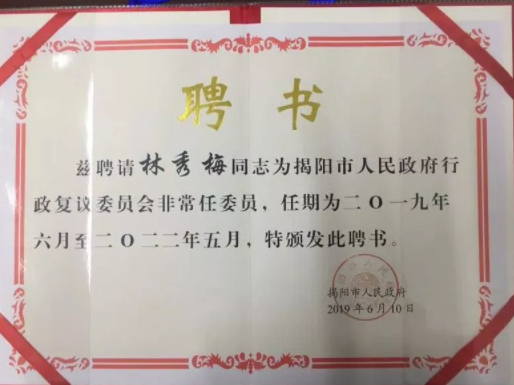 聘书
兹聘请林秀梅同志为揭阳市人民政府行
政复议委员会非常任委员，任期为二〇一九年
六月至二〇二二年五月，特颁发此聘书。
揭阳市人民政府
2019年6月10日